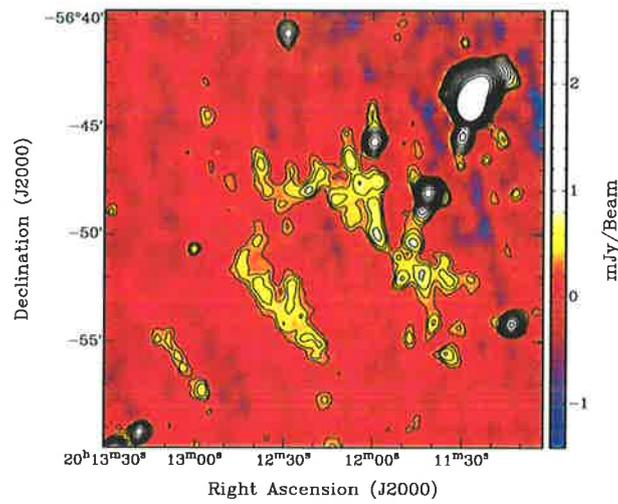 −56°40'
−45'
−50'
−55'
Declination (J2000)
20ʰ13ᵐ30ˢ 13ᵐ00ˢ 12ᵐ30ˢ 12ᵐ00ˢ 11ᵐ30ˢ
Right Ascension (J2000)
2
1
0
−1
mJy/Beam